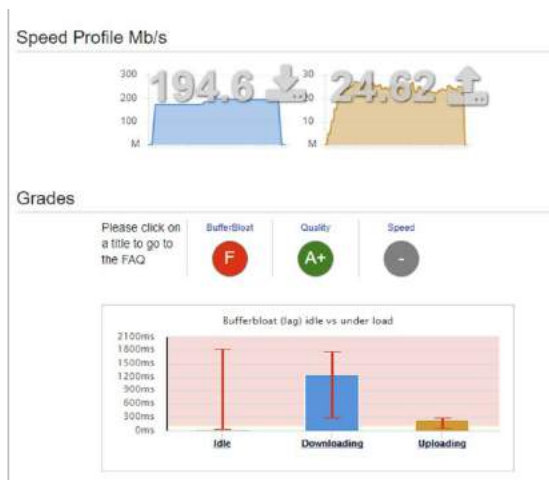 Speed Profile Mb/s
300
200
100
M
194.6
30
20
10
M
24.62
Grades
Please click on
a title to go to
the FAQ
BufferBloat
F
Quality
A+
Speed
-
Bufferbloat (lag) idle vs under load
2100ms
1800ms
1500ms
1200ms
900ms
600ms
300ms
0ms
Idle
Downloading
Uploading